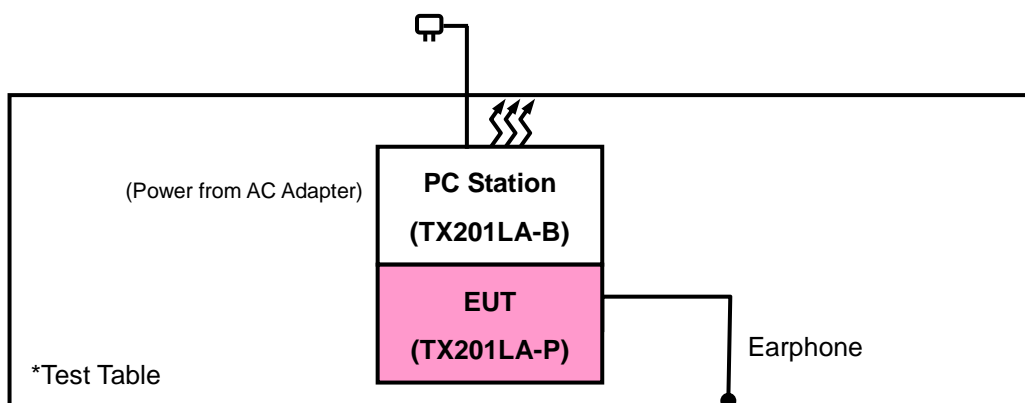 (Power from AC Adapter)
PC Station
(TX201LA-B)
EUT
(TX201LA-P)
Earphone
*Test Table